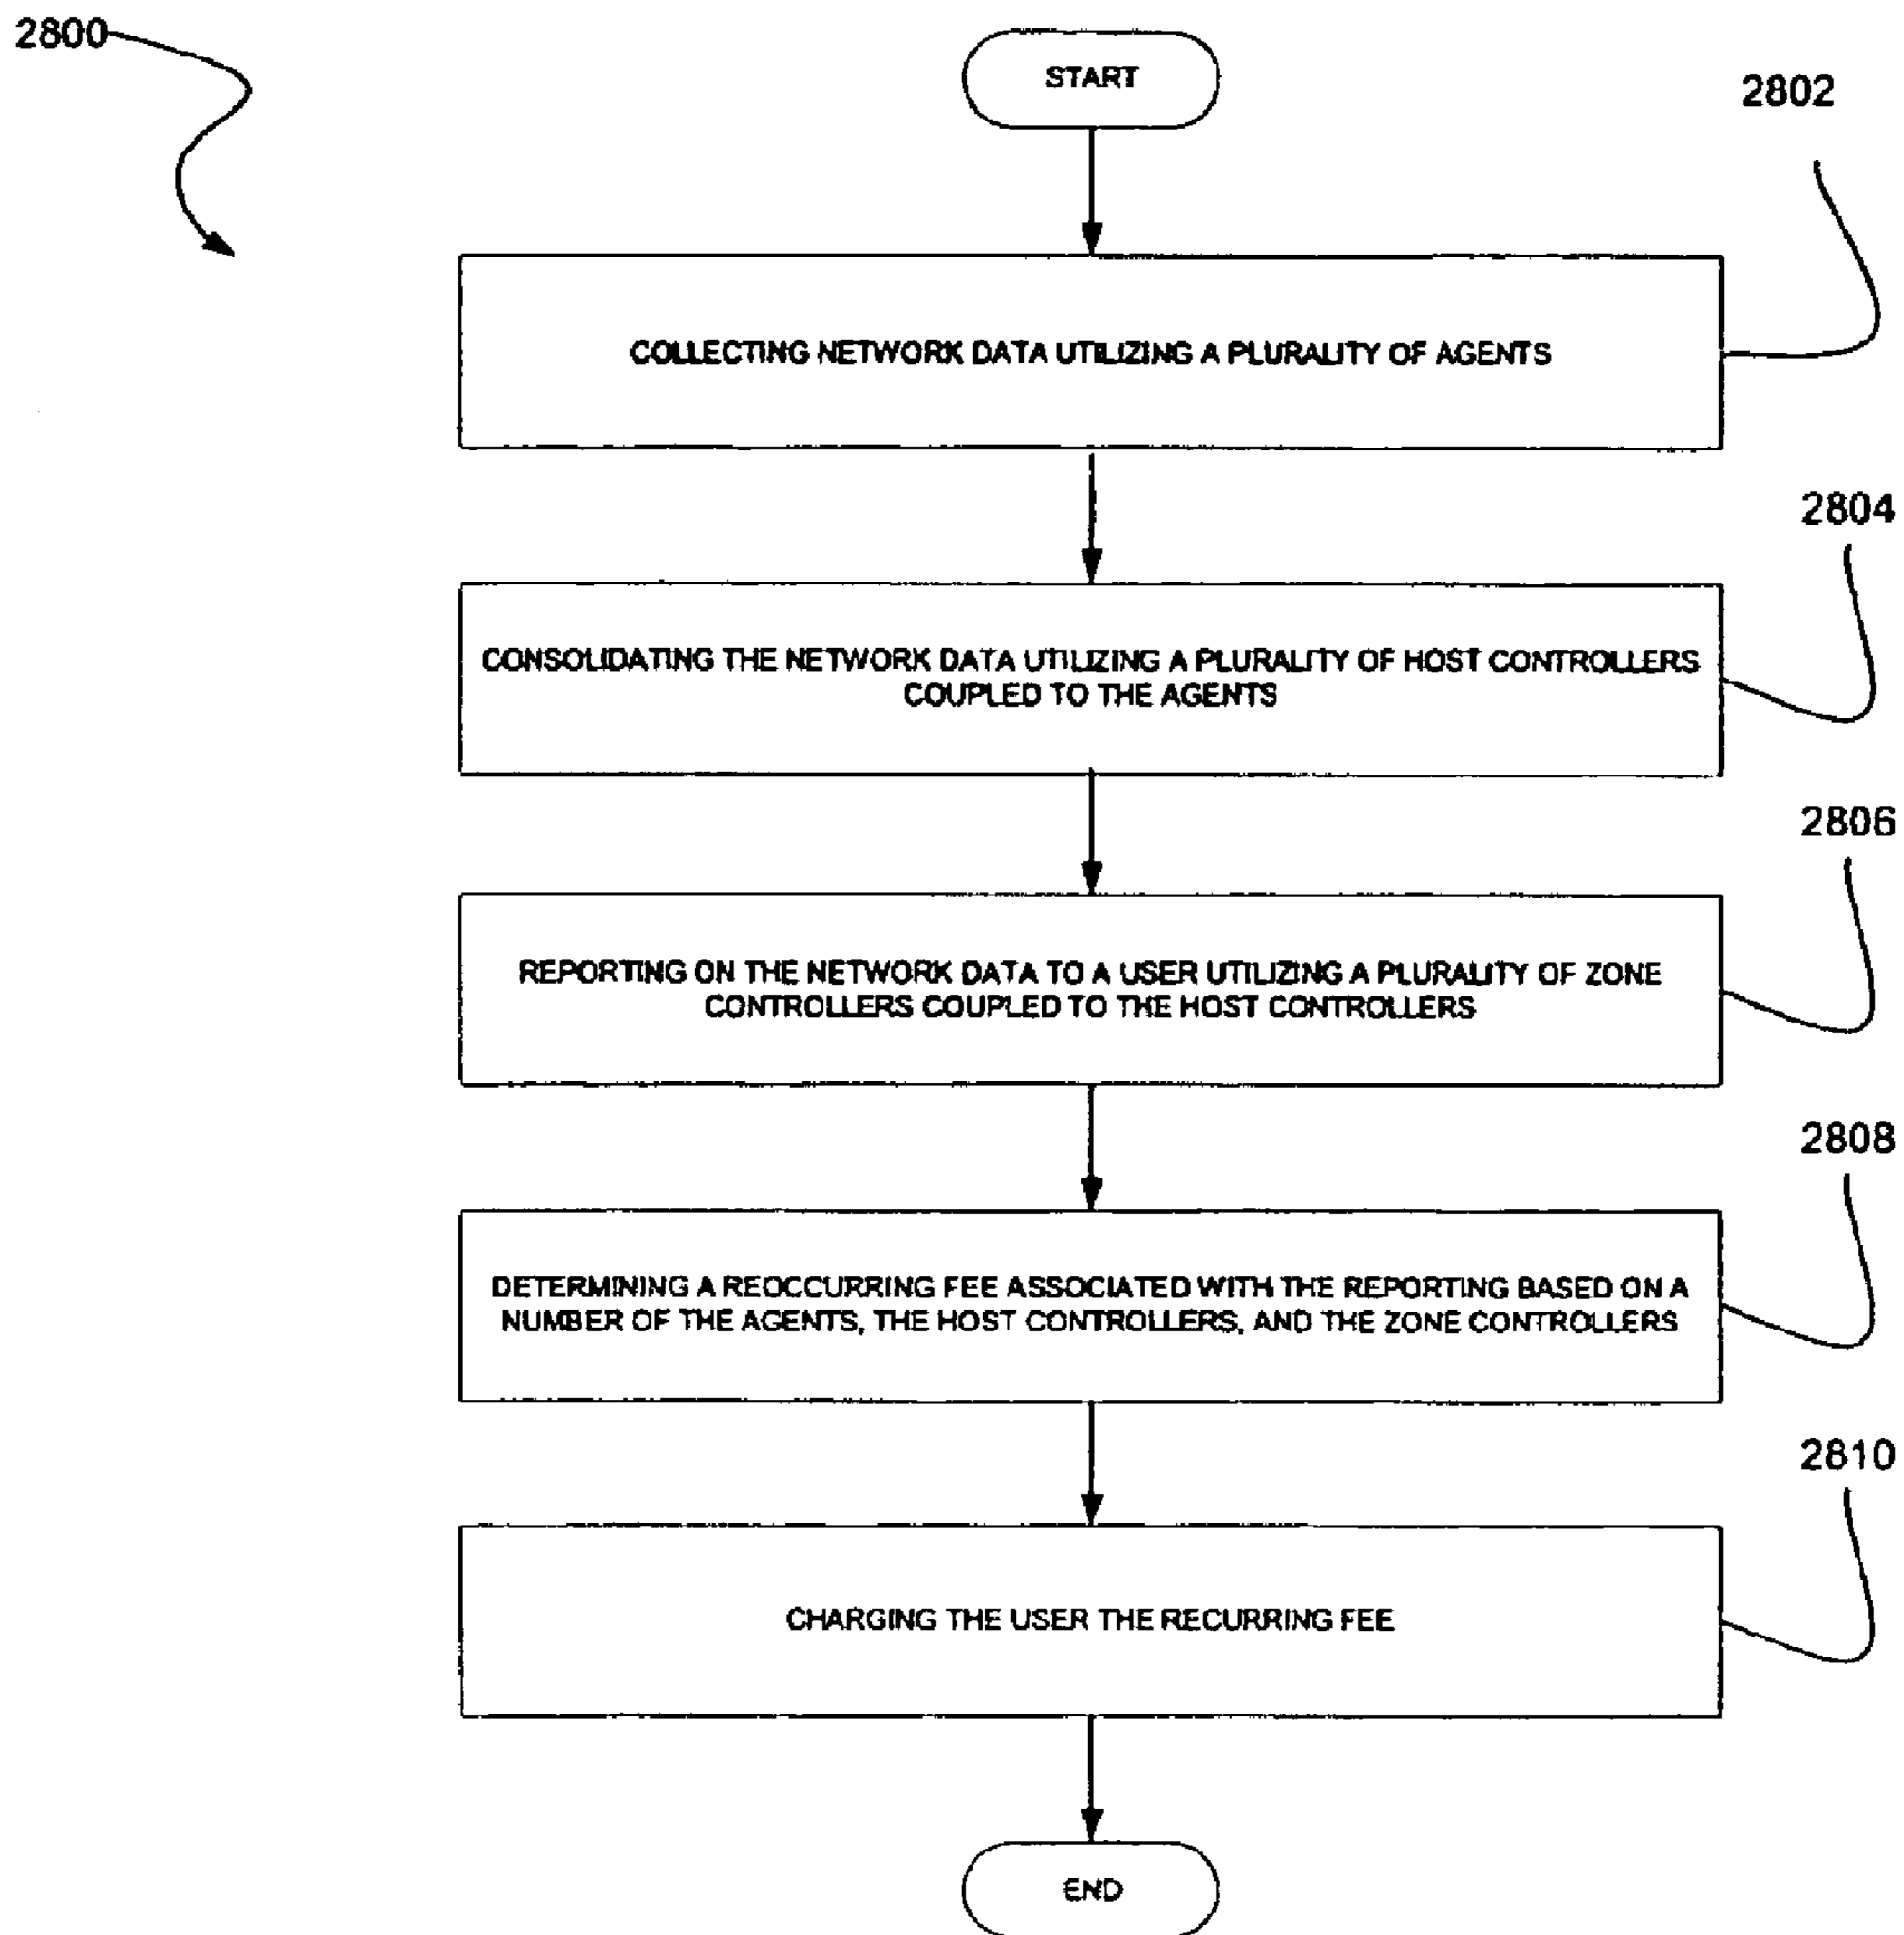 2800
START
2802
COLLECTING NETWORK DATA UTILIZING A PLURALITY OF AGENTS
2804
CONSOLIDATING THE NETWORK DATA UTILIZING A PLURALITY OF HOST CONTROLLERS
COUPLED TO THE AGENTS
2806
REPORTING ON THE NETWORK DATA TO A USER UTILIZING A PLURALITY OF ZONE
CONTROLLERS COUPLED TO THE HOST CONTROLLERS
2808
DETERMINING A REOCCURRING FEE ASSOCIATED WITH THE REPORTING BASED ON A
NUMBER OF THE AGENTS, THE HOST CONTROLLERS, AND THE ZONE CONTROLLERS
2810
CHARGING THE USER THE RECURRING FEE
END